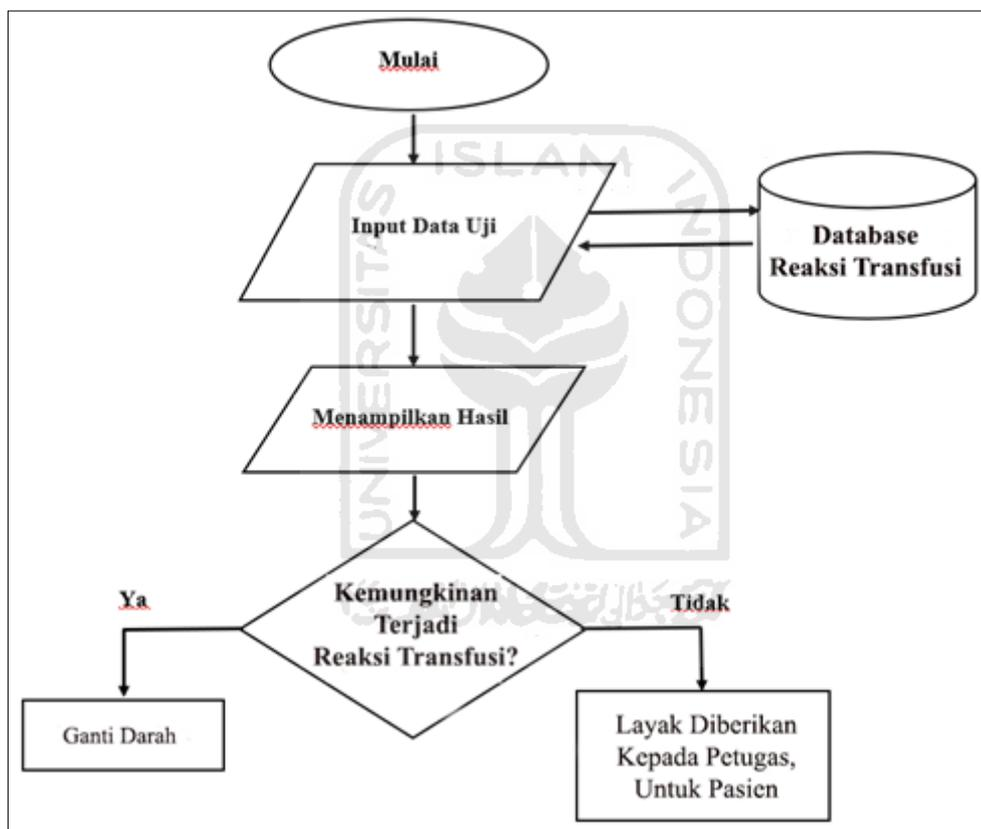 Mulai
ISLAM
UNIVERSITAS
INDONESIA
Input Data Uji
Database
Reaksi Transfusi
Menampilkan Hasil
Kemungkinan
Terjadi
Reaksi Transfusi?
Ya
Tidak
Ganti Darah
Layak Diberikan
Kepada Petugas,
Untuk Pasien